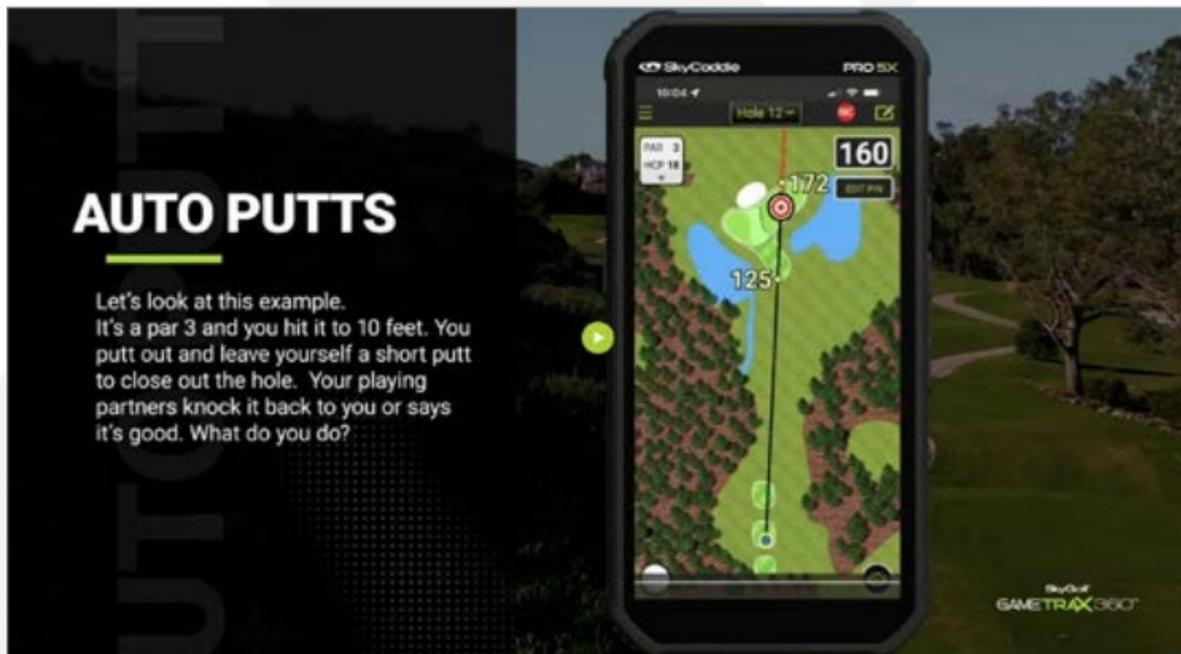 AUTO PUTTS
Let's look at this example.
It's a par 3 and you hit it to 10 feet. You
putt out and leave yourself a short putt
to close out the hole. Your playing
partners knock it back to you or says
it's good. What do you do?
SkyCaddie PRO 5X
10:04
Hole 12
PAR 3
HCP 18
160
EDIT PIN
172
125
SkyGolf
GAMETRAX360